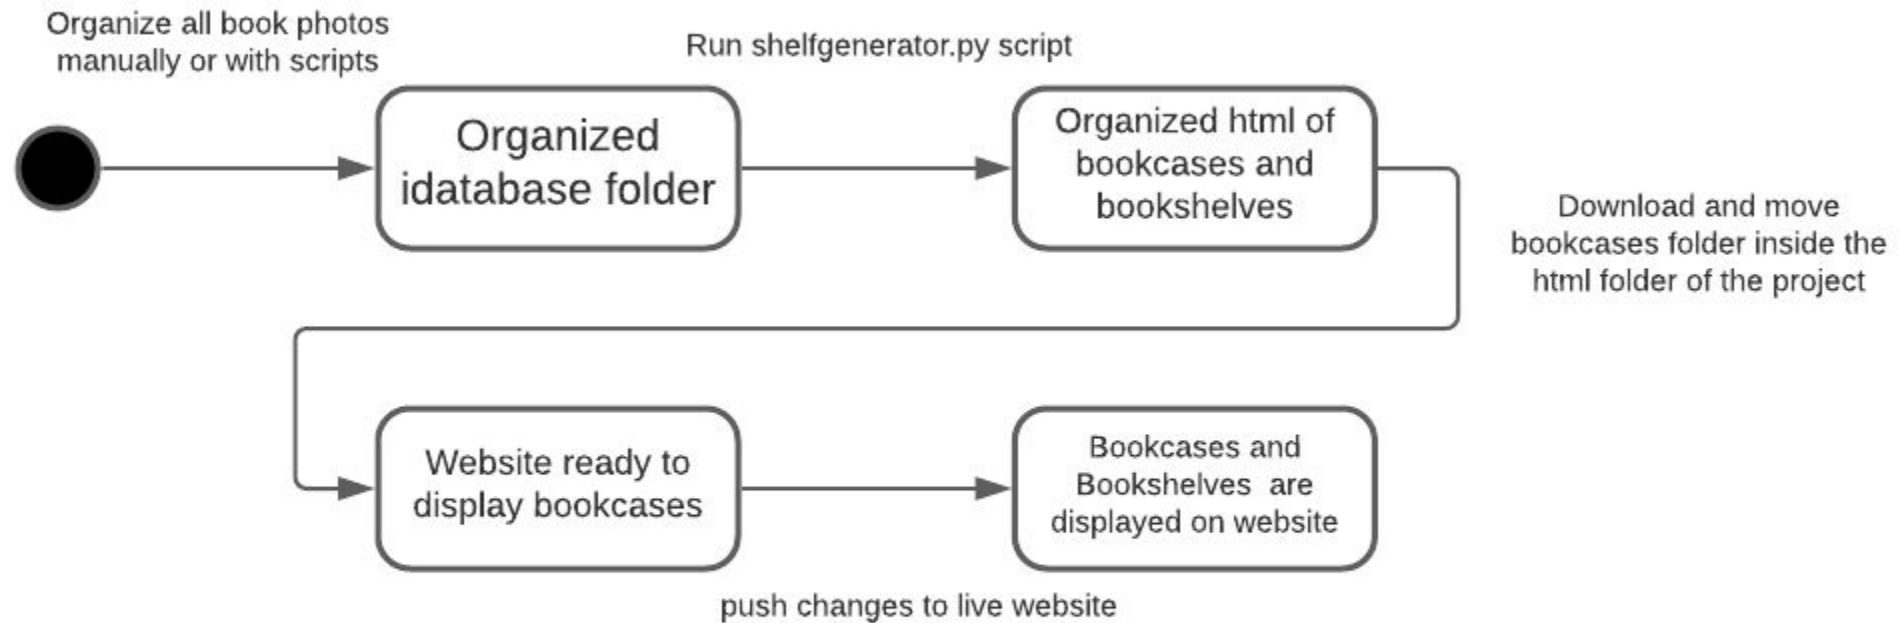 Organize all book photos
manually or with scripts
Run shelfgenerator.py script
Organized
idatabase folder
Organized html of
bookcases and
bookshelves
Download and move
bookcases folder inside the
html folder of the project
Website ready to
display bookcases
Bookcases and
Bookshelves  are
displayed on website
push changes to live website